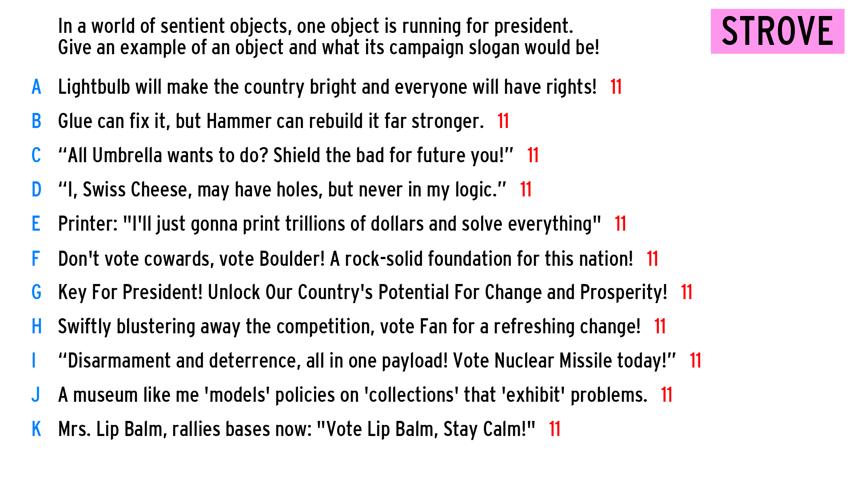 In a world of sentient objects, one object is running for president.
Give an example of an object and what its campaign slogan would be!
STROVE
A Lightbulb will make the country bright and everyone will have rights! 11
B Glue can fix it, but Hammer can rebuild it far stronger. 11
C “All Umbrella wants to do? Shield the bad for future you!” 11
D “I, Swiss Cheese, may have holes, but never in my logic.” 11
E Printer: "I'll just gonna print trillions of dollars and solve everything" 11
F Don't vote cowards, vote Boulder! A rock-solid foundation for this nation! 11
G Key For President! Unlock Our Country's Potential For Change and Prosperity! 11
H Swiftly blustering away the competition, vote Fan for a refreshing change! 11
I “Disarmament and deterrence, all in one payload! Vote Nuclear Missile today!” 11
J A museum like me 'models' policies on 'collections' that 'exhibit' problems. 11
K Mrs. Lip Balm, rallies bases now: "Vote Lip Balm, Stay Calm!" 11